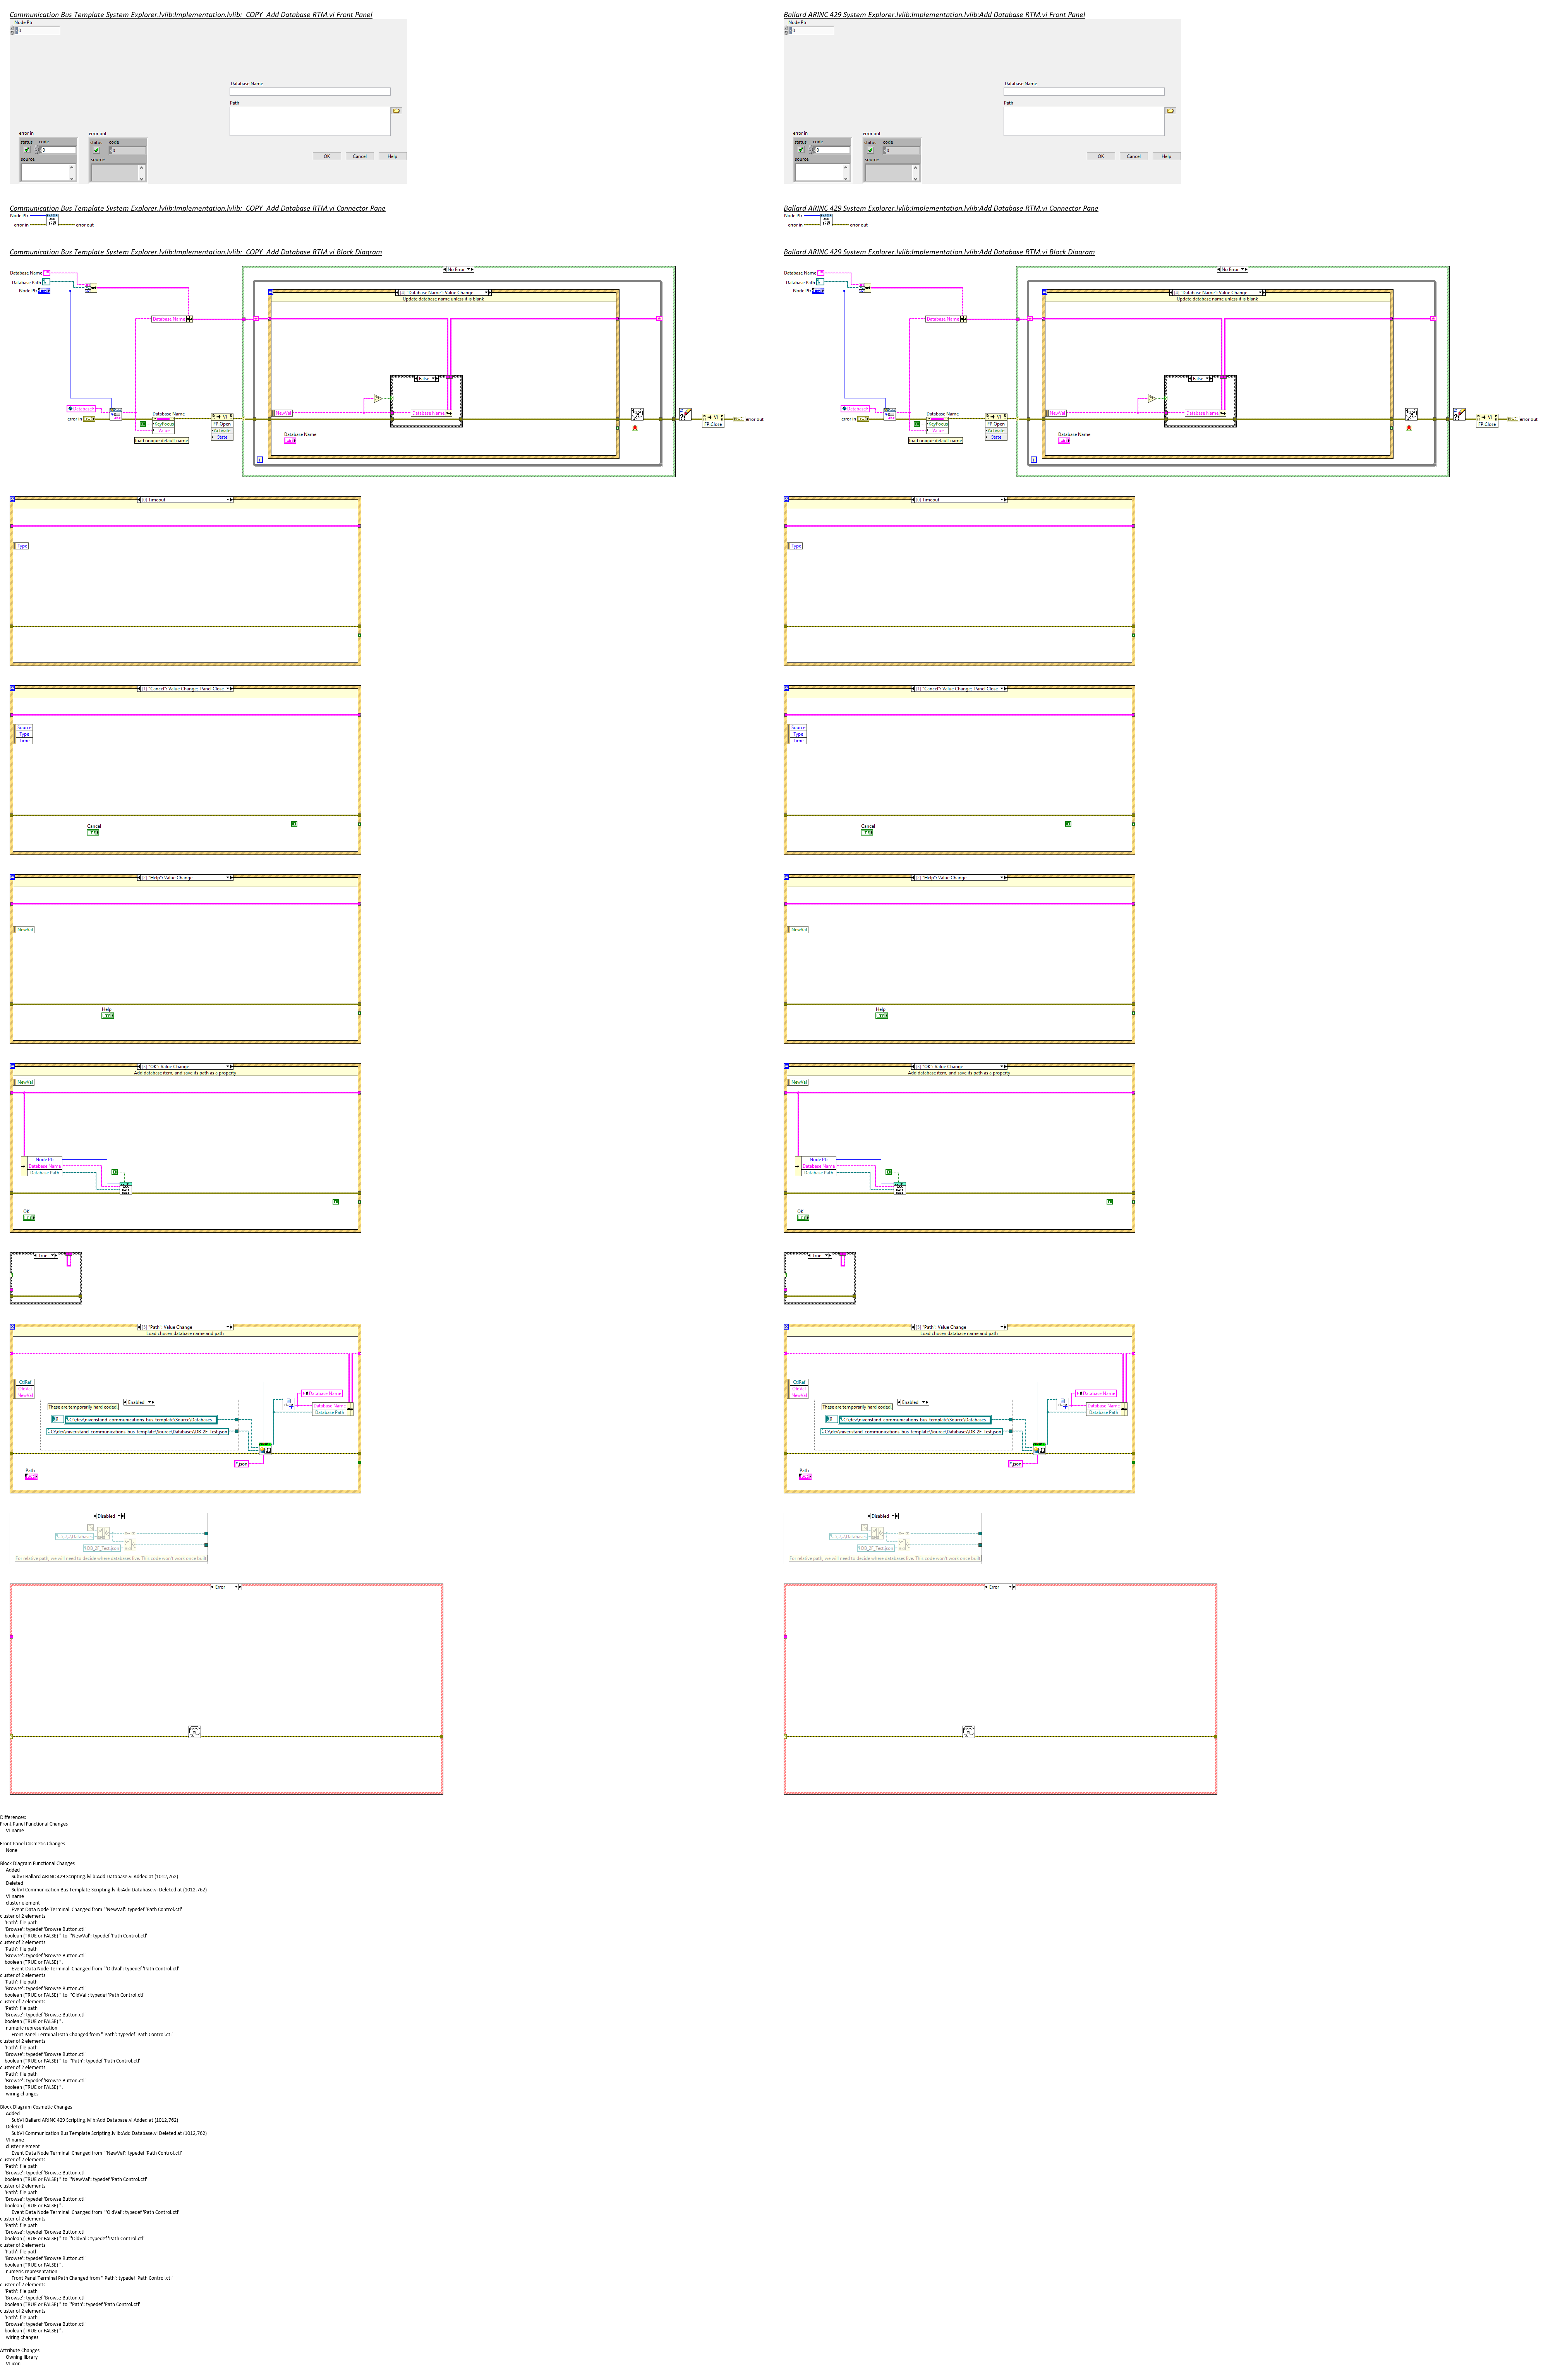 Communication Bus Template System Explorer.lvlib:Implementation.lvlib:_COPY_Add Database RTM.vi Front Panel
Node Ptr
0
Database Name
Path
error in
status code
0
source
error out
status code
0
source
OK Cancel Help
Communication Bus Template System Explorer.lvlib:Implementation.lvlib:_COPY_Add Database RTM.vi Connector Pane
Node Ptr
error in
error out
Communication Bus Template System Explorer.lvlib:Implementation.lvlib:_COPY_Add Database RTM.vi Block Diagram
No Error
Database Name
Database Path
Node Ptr
[4] "Database Name": Value Change
Update database name unless it is blank
Database Name
False
NewVal
Database Name
Database Name
Database
error in
Database Name
KeyFocus
Value
load unique default name
VI
FP.Open
Activate
State
FP.Close
error out
[0] Timeout
Type
[1] "Cancel": Value Change; Panel Close
Source
Type
Time
Cancel
[2] "Help": Value Change
NewVal
Help
[3] "OK": Value Change
Add database item, and save its path as a property
NewVal
Node Ptr
Database Name
Database Path
OK
True
[5] "Path": Value Change
Load chosen database name and path
CtlRef
OldVal
NewVal
Enabled
These are temporarily hard coded.
C:\dev\niveristand-communications-bus-template\Source\Databases
C:\dev\niveristand-communications-bus-template\Source\Databases\DB_2F_Test.json
Database Name
Database Name
Database Path
*.json
Path
Disabled
..\..\..\Databases
DB_2F_Test.json
For relative path, we will need to decide where databases live. This code won't work once built
Error
Ballard ARINC 429 System Explorer.lvlib:Implementation.lvlib:Add Database RTM.vi Front Panel
Node Ptr
0
Database Name
Path
error in
status code
0
source
error out
status code
0
source
OK Cancel Help
Ballard ARINC 429 System Explorer.lvlib:Implementation.lvlib:Add Database RTM.vi Connector Pane
Node Ptr
error in
error out
Ballard ARINC 429 System Explorer.lvlib:Implementation.lvlib:Add Database RTM.vi Block Diagram
No Error
Database Name
Database Path
Node Ptr
[4] "Database Name": Value Change
Update database name unless it is blank
Database Name
False
NewVal
Database Name
Database Name
Database
error in
Database Name
KeyFocus
Value
load unique default name
VI
FP.Open
Activate
State
FP.Close
error out
[0] Timeout
Type
[1] "Cancel": Value Change; Panel Close
Source
Type
Time
Cancel
[2] "Help": Value Change
NewVal
Help
[3] "OK": Value Change
Add database item, and save its path as a property
NewVal
Node Ptr
Database Name
Database Path
OK
True
[5] "Path": Value Change
Load chosen database name and path
CtlRef
OldVal
NewVal
Enabled
These are temporarily hard coded.
C:\dev\niveristand-communications-bus-template\Source\Databases
C:\dev\niveristand-communications-bus-template\Source\Databases\DB_2F_Test.json
Database Name
Database Name
Database Path
*.json
Path
Disabled
..\..\..\Databases
DB_2F_Test.json
For relative path, we will need to decide where databases live. This code won't work once built
Error
Differences:
Front Panel Functional Changes
VI name
Front Panel Cosmetic Changes
None
Block Diagram Functional Changes
Added
SubVI Ballard ARINC 429 Scripting.lvlib:Add Database.vi Added at (1012,762)
Deleted
SubVI Communication Bus Template Scripting.lvlib:Add Database.vi Deleted at (1012,762)
VI name
cluster element
Event Data Node Terminal  Changed from "'NewVal': typedef 'Path Control.ctl'
cluster of 2 elements
'Path': file path
'Browse': typedef 'Browse Button.ctl'
boolean (TRUE or FALSE) " to "'NewVal': typedef 'Path Control.ctl'
cluster of 2 elements
'Path': file path
'Browse': typedef 'Browse Button.ctl'
boolean (TRUE or FALSE) ".
Event Data Node Terminal  Changed from "'OldVal': typedef 'Path Control.ctl'
cluster of 2 elements
'Path': file path
'Browse': typedef 'Browse Button.ctl'
boolean (TRUE or FALSE) " to "'OldVal': typedef 'Path Control.ctl'
cluster of 2 elements
'Path': file path
'Browse': typedef 'Browse Button.ctl'
boolean (TRUE or FALSE) ".
numeric representation
Front Panel Terminal Path Changed from "'Path': typedef 'Path Control.ctl'
cluster of 2 elements
'Path': file path
'Browse': typedef 'Browse Button.ctl'
boolean (TRUE or FALSE) " to "'Path': typedef 'Path Control.ctl'
cluster of 2 elements
'Path': file path
'Browse': typedef 'Browse Button.ctl'
boolean (TRUE or FALSE) ".
wiring changes
Block Diagram Cosmetic Changes
Added
SubVI Ballard ARINC 429 Scripting.lvlib:Add Database.vi Added at (1012,762)
Deleted
SubVI Communication Bus Template Scripting.lvlib:Add Database.vi Deleted at (1012,762)
VI name
cluster element
Event Data Node Terminal  Changed from "'NewVal': typedef 'Path Control.ctl'
cluster of 2 elements
'Path': file path
'Browse': typedef 'Browse Button.ctl'
boolean (TRUE or FALSE) " to "'NewVal': typedef 'Path Control.ctl'
cluster of 2 elements
'Path': file path
'Browse': typedef 'Browse Button.ctl'
boolean (TRUE or FALSE) ".
Event Data Node Terminal  Changed from "'OldVal': typedef 'Path Control.ctl'
cluster of 2 elements
'Path': file path
'Browse': typedef 'Browse Button.ctl'
boolean (TRUE or FALSE) " to "'OldVal': typedef 'Path Control.ctl'
cluster of 2 elements
'Path': file path
'Browse': typedef 'Browse Button.ctl'
boolean (TRUE or FALSE) ".
numeric representation
Front Panel Terminal Path Changed from "'Path': typedef 'Path Control.ctl'
cluster of 2 elements
'Path': file path
'Browse': typedef 'Browse Button.ctl'
boolean (TRUE or FALSE) " to "'Path': typedef 'Path Control.ctl'
cluster of 2 elements
'Path': file path
'Browse': typedef 'Browse Button.ctl'
boolean (TRUE or FALSE) ".
wiring changes
Attribute Changes
Owning library
VI icon